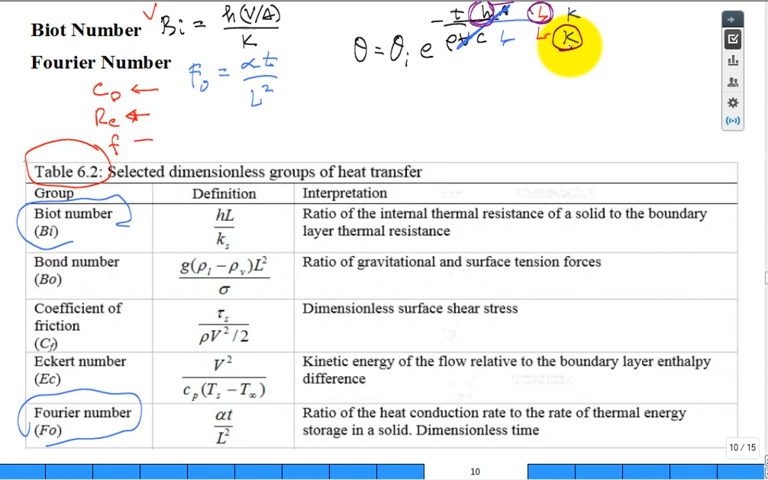 Biot Number Bi = h(V/A) / K
θ = θi e - t h A L K / ρ V c L L K
Fourier Number Fo = αt / L²
CD ←
Re ←
f –
Table 6.2: Selected dimensionless groups of heat transfer
Group Definition Interpretation
Biot number (Bi) hL / ks Ratio of the internal thermal resistance of a solid to the boundary
layer thermal resistance
Bond number (Bo) g(ρl – ρv)L² / σ Ratio of gravitational and surface tension forces
Coefficient of friction (Cf) τs / ρV²/2 Dimensionless surface shear stress
Eckert number (Ec) V² / cp(Ts – T∞) Kinetic energy of the flow relative to the boundary layer enthalpy
difference
Fourier number (Fo) αt / L² Ratio of the heat conduction rate to the rate of thermal energy
storage in a solid. Dimensionless time
10 / 15
10